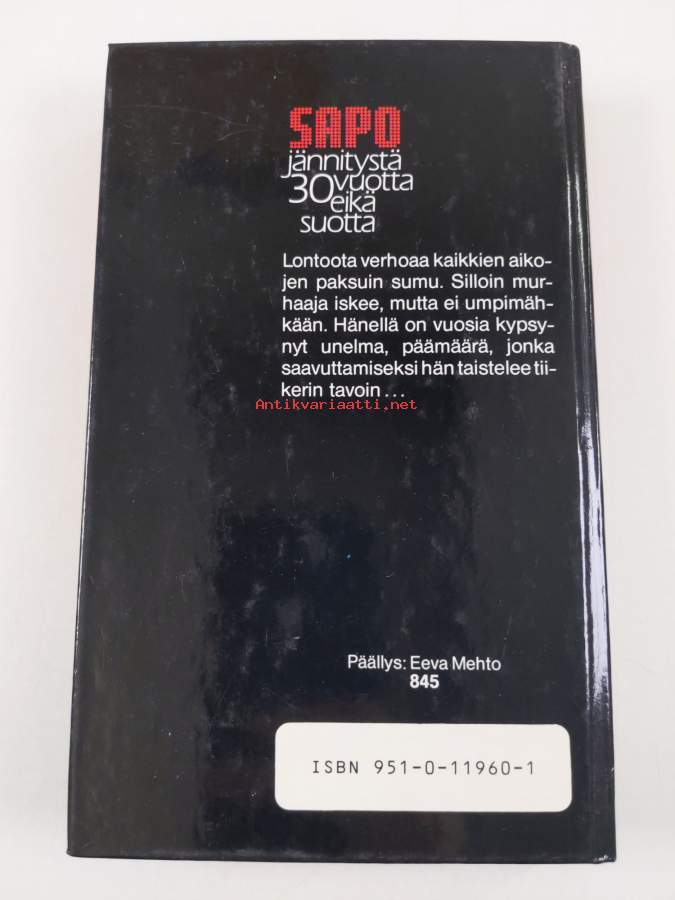 SAPO
jännitystä
30 vuotta
eikä
suotta
Lontoota verhoaa kaikkien aiko-
jen paksuin sumu. Silloin mur-
haaja iskee, mutta ei umpimäh-
kään. Hänellä on vuosia kypsy-
nyt unelma, päämäärä, jonka
saavuttamiseksi hän taistelee tii-
kerin tavoin...
Antikvariaatti.net
Päällys: Eeva Mehto
845
ISBN 951-0-11960-1